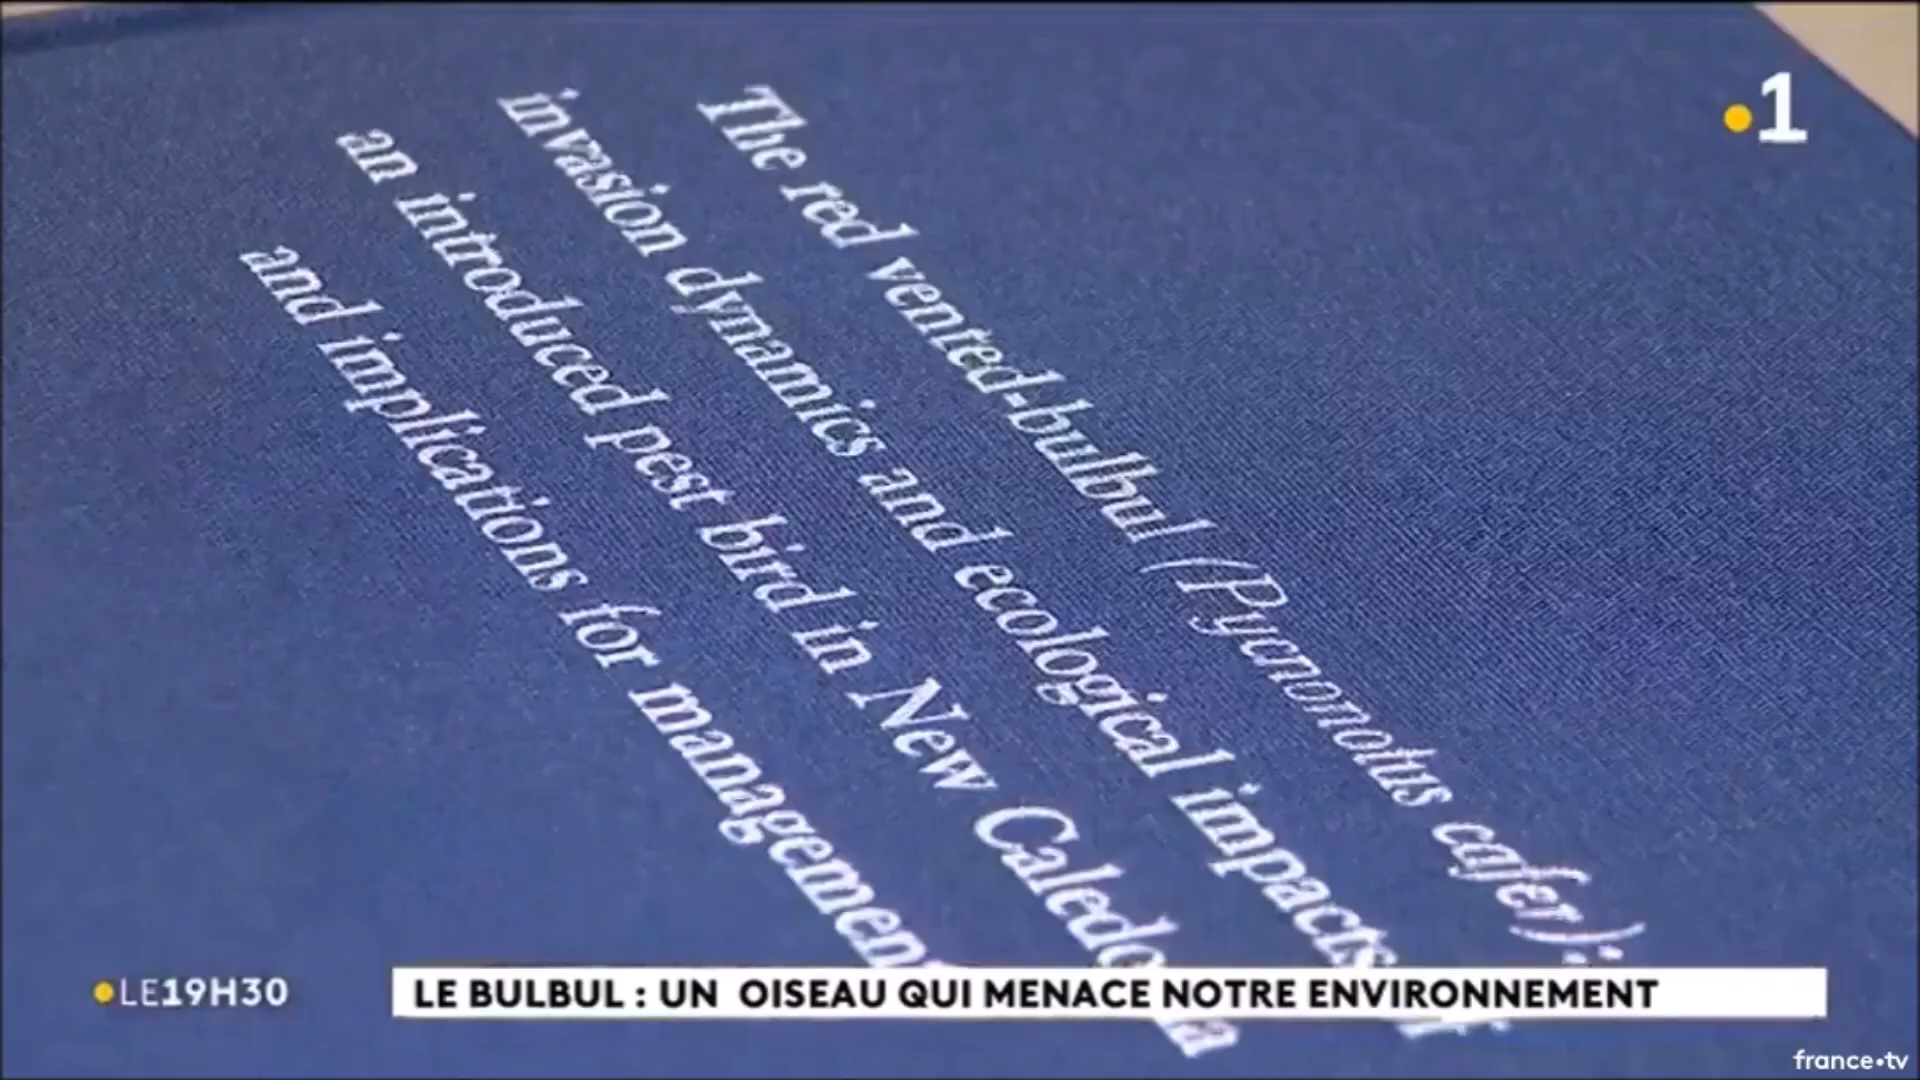 1
The red vented-bulbul (Pycnonotus cafer):
invasion dynamics and ecological impacts of
an introduced pest bird in New Caledonia
and implications for management
LE19H30
LE BULBUL : UN OISEAU QUI MENACE NOTRE ENVIRONNEMENT
france•tv